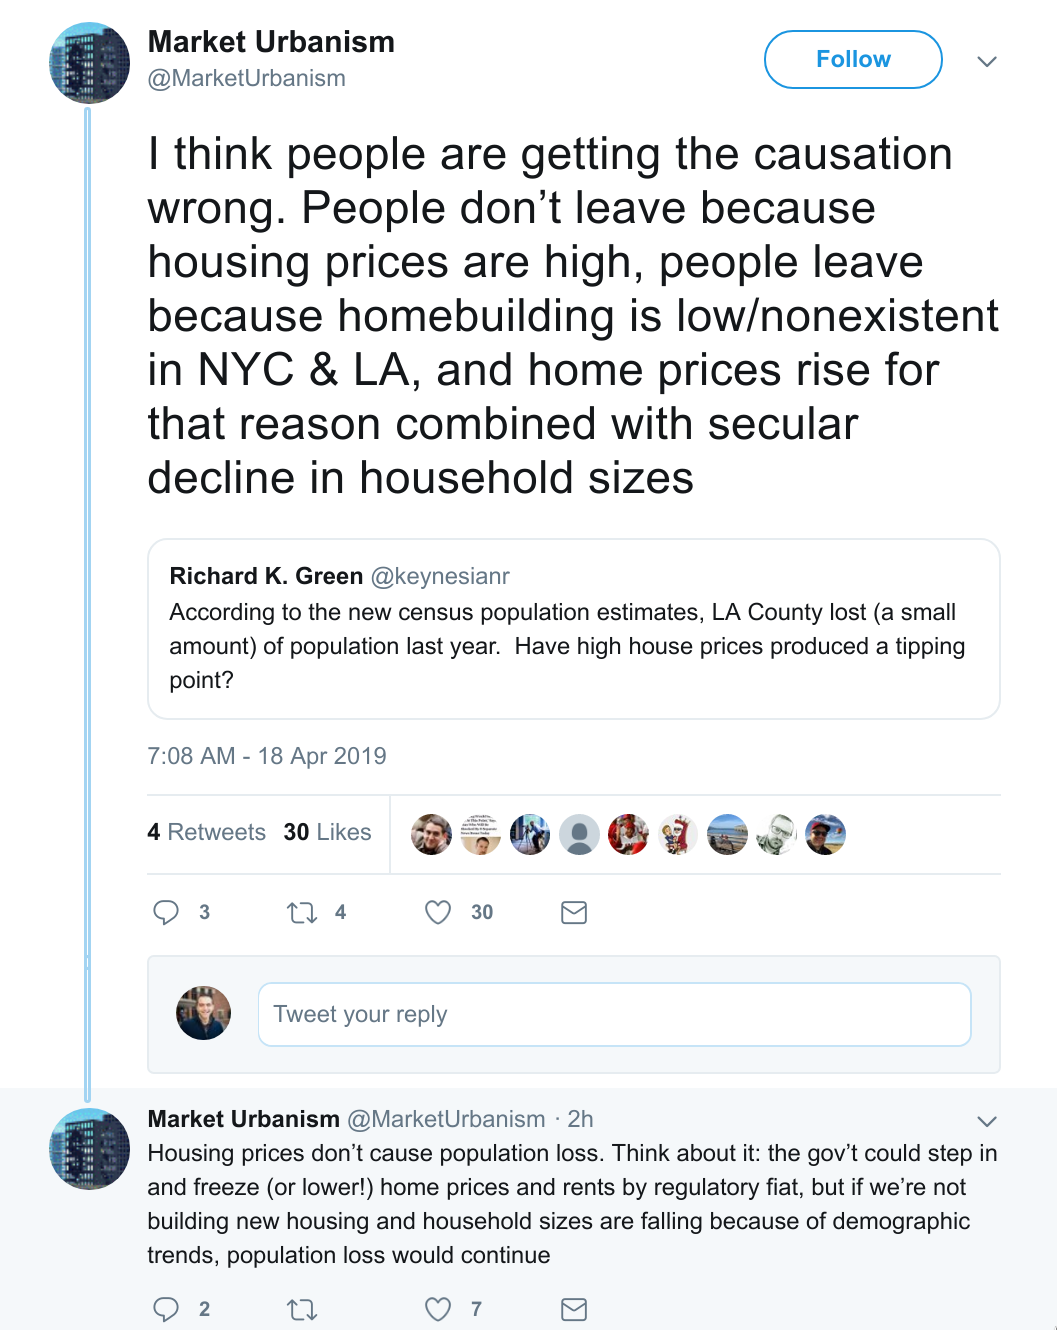 Market Urbanism
@MarketUrbanism
Follow
I think people are getting the causation
wrong. People don’t leave because
housing prices are high, people leave
because homebuilding is low/nonexistent
in NYC & LA, and home prices rise for
that reason combined with secular
decline in household sizes
Richard K. Green @keynesianr
According to the new census population estimates, LA County lost (a small
amount) of population last year.  Have high house prices produced a tipping
point?
7:08 AM - 18 Apr 2019
4 Retweets 30 Likes
3 4 30
Tweet your reply
Market Urbanism @MarketUrbanism · 2h
Housing prices don’t cause population loss. Think about it: the gov’t could step in
and freeze (or lower!) home prices and rents by regulatory fiat, but if we’re not
building new housing and household sizes are falling because of demographic
trends, population loss would continue
2 7